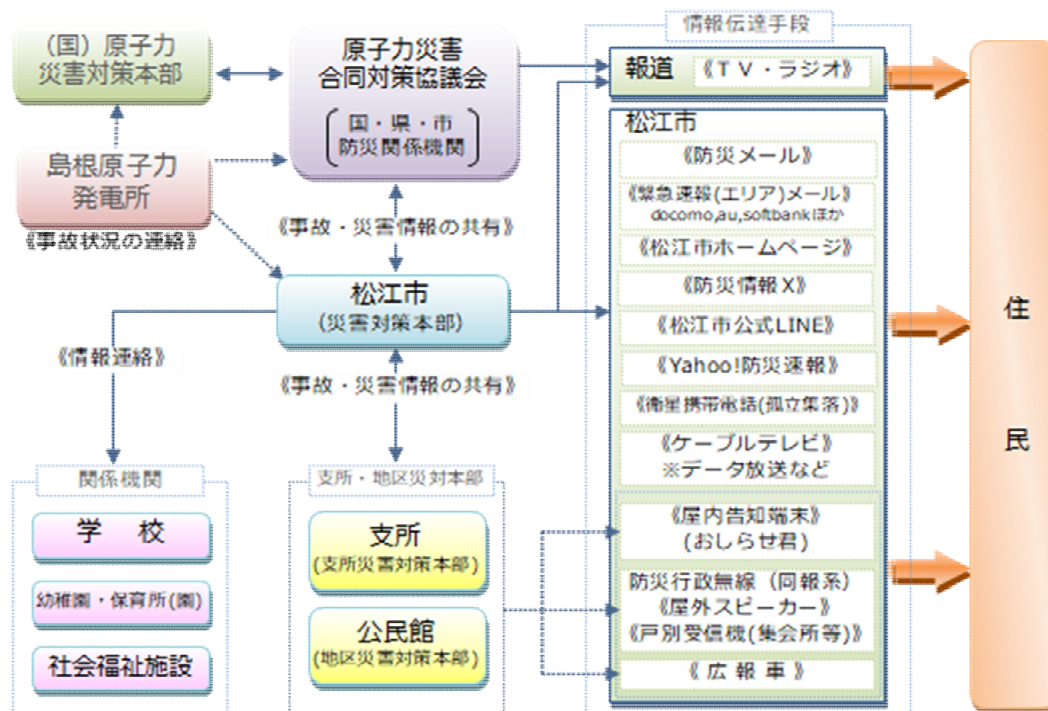 情報伝達手段
（国）原子力
災害対策本部
原子力災害
合同対策協議会
国・県・市
防災関係機関
報道 《ＴＶ・ラジオ》
島根原子力
発電所
《事故状況の連絡》
《事故・災害情報の共有》
松江市
(災害対策本部)
《情報連絡》
《事故・災害情報の共有》
関係機関
学 校
幼稚園・保育所(園)
社会福祉施設
支所・地区災対本部
支所
(支所災害対策本部)
公民館
(地区災害対策本部)
松江市
《防災メール》
《緊急速報(エリア)メール》
docomo,au,softbankほか
《松江市ホームページ》
《防災情報X》
《松江市公式LINE》
《Yahoo!防災速報》
《衛星携帯電話(孤立集落)》
《ケーブルテレビ》
※データ放送など
《屋内告知端末》
(おしらせ君)
防災行政無線（同報系）
《屋外スピーカー》
《戸別受信機(集会所等)》
《広報車》
住民